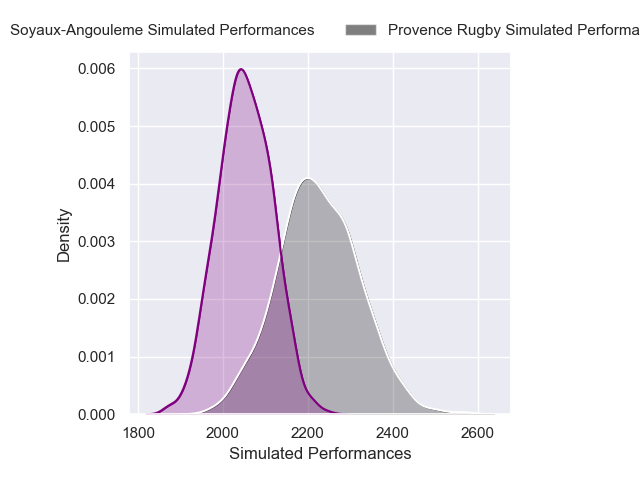 Soyaux-Angouleme Simulated Performances
Provence Rugby Simulated Performa
0.006
0.005
0.004
0.003
0.002
0.001
0.000
Density
1800 2000 2200 2400 2600
Simulated Performances